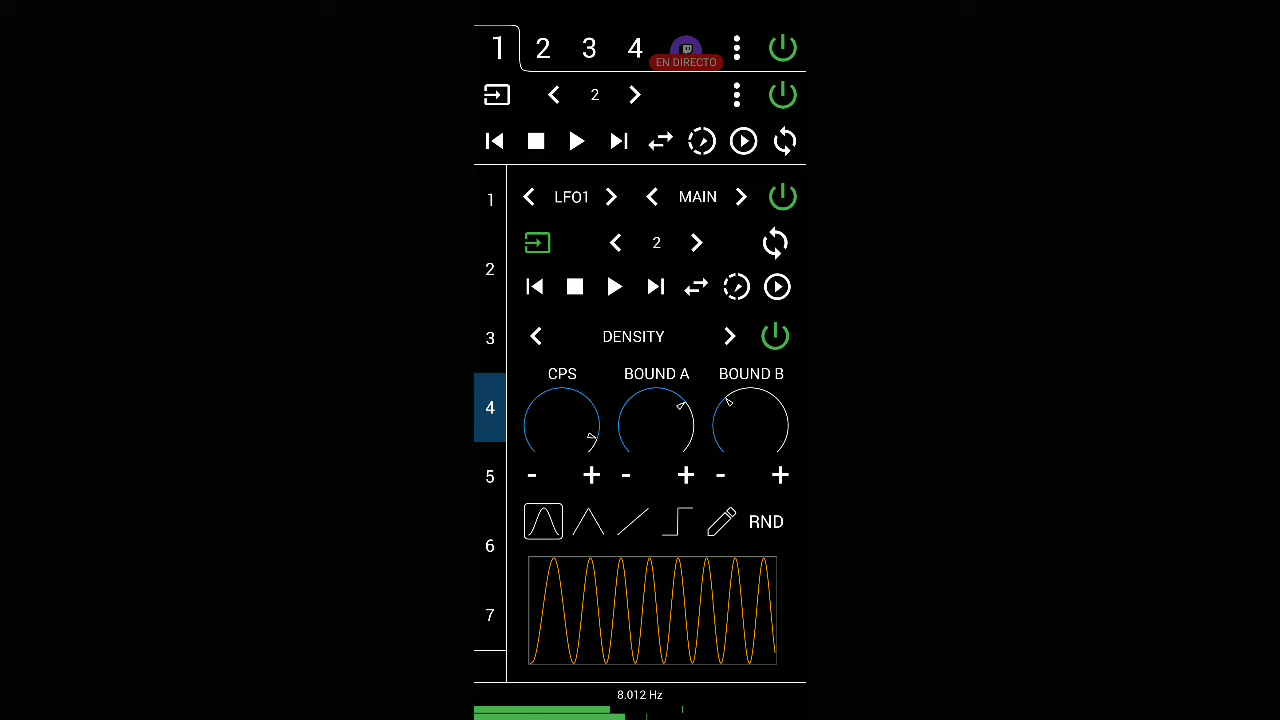 1 2 3 4
EN DIRECTO
2
1 LFO1 MAIN
2 2
3 DENSITY
CPS BOUND A BOUND B
4
5 - + - + - +
6 RND
7
8.012 Hz